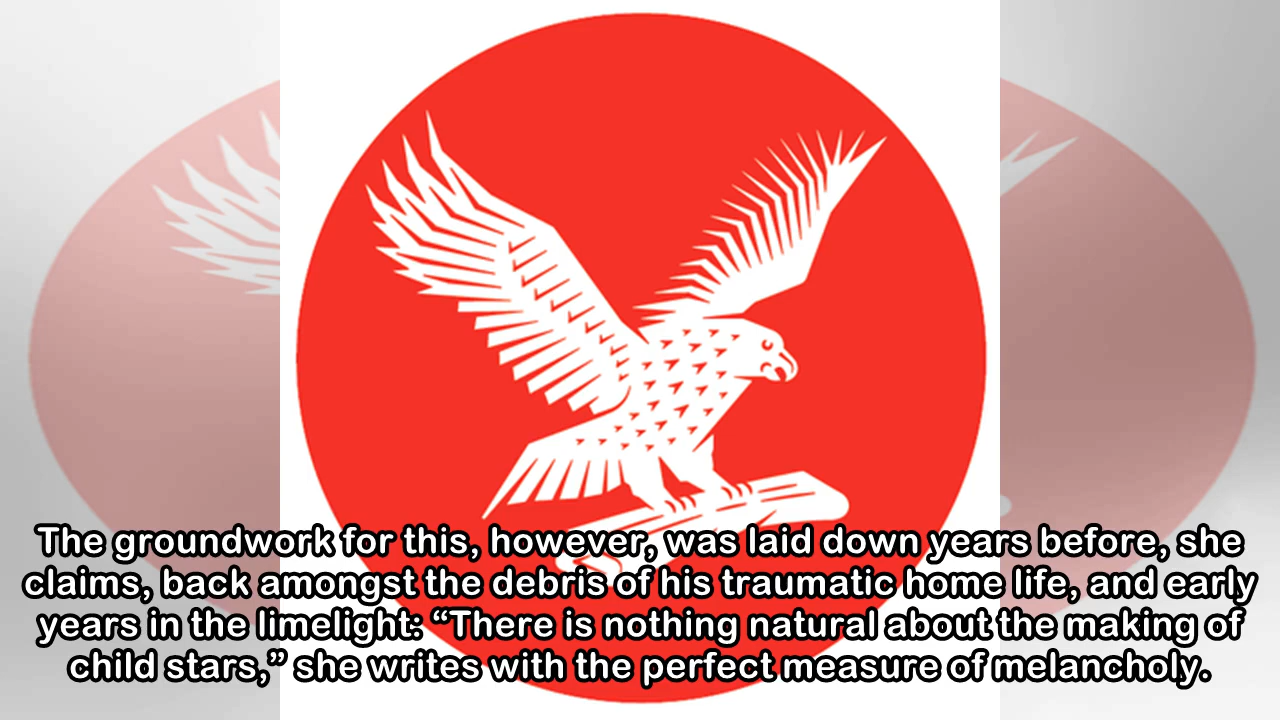 The groundwork for this, however, was laid down years before, she
claims, back amongst the debris of his traumatic home life, and early
years in the limelight: “There is nothing natural about the making of
child stars,” she writes with the perfect measure of melancholy.